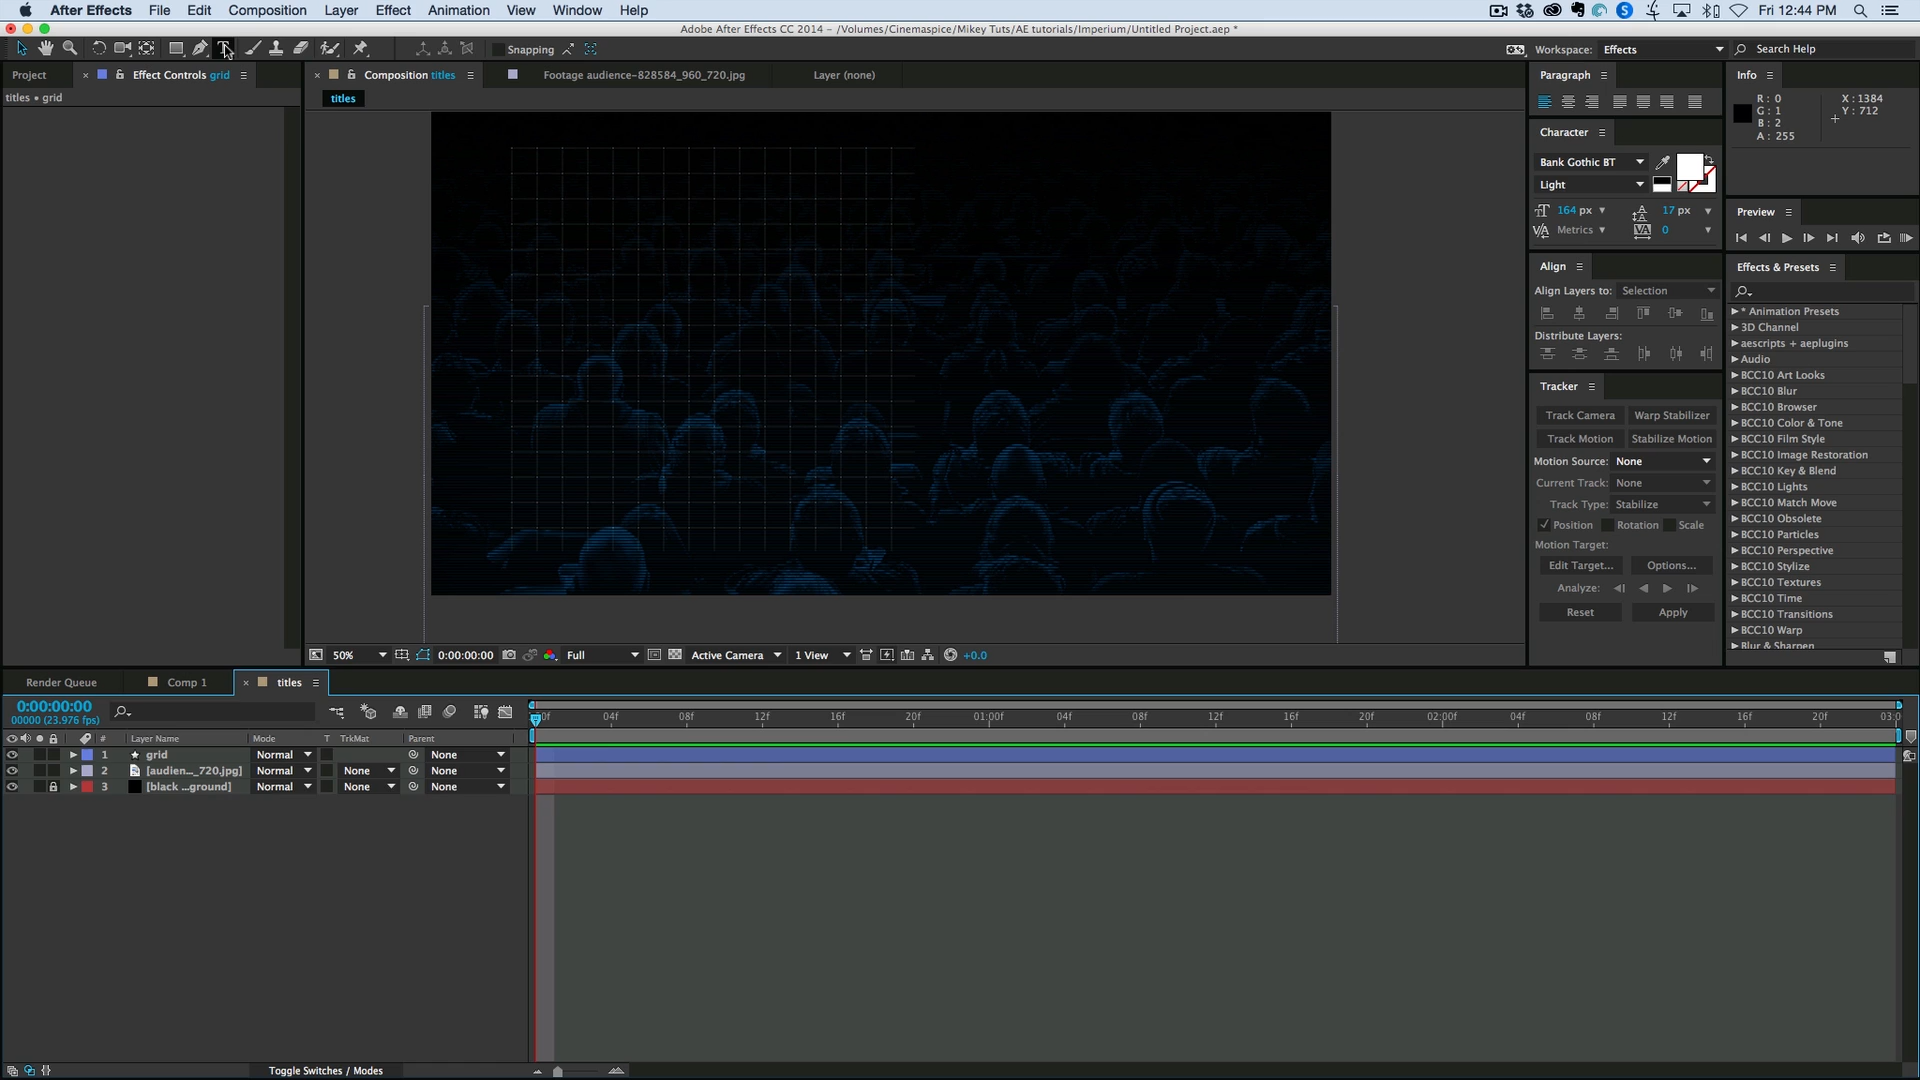 After Effects File Edit Composition Layer Effect Animation View Window Help Fri 12:44 PM
Adobe After Effects CC 2014 - /Volumes/Cinemaspice/Mikey Tuts/AE tutorials/Imperium/Untitled Project.aep *
Snapping Workspace: Effects Search Help
Project Effect Controls grid Composition titles Footage audience-828584_960_720.jpg Layer (none) Paragraph Info
titles • grid
titles
R: 0
G: 1
B: 2
A: 255
X: 1384
Y: 712
Character
Bank Gothic BT
Light
164 px 17 px
Metrics 0
Preview
Align
Align Layers to: Selection
Distribute Layers:
Effects & Presets
* Animation Presets
3D Channel
aescripts + aeplugins
Audio
BCC10 Art Looks
BCC10 Blur
BCC10 Browser
BCC10 Color & Tone
BCC10 Film Style
BCC10 Image Restoration
BCC10 Key & Blend
BCC10 Lights
BCC10 Match Move
BCC10 Obsolete
BCC10 Particles
BCC10 Perspective
BCC10 Stylize
BCC10 Textures
BCC10 Time
BCC10 Transitions
BCC10 Warp
Blur & Sharpen
Tracker
Track Camera Warp Stabilizer
Track Motion Stabilize Motion
Motion Source: None
Current Track: None
Track Type: Stabilize
Position Rotation Scale
Motion Target:
Edit Target... Options...
Analyze:
Reset Apply
50% 0:00:00:00 Full Active Camera 1 View +0.0
Render Queue Comp 1 titles
0:00:00:00
00000 (23.976 fps)
04f 08f 12f 16f 20f 01:00f 04f 08f 12f 16f 20f 02:00f 04f 08f 12f 16f 20f 03:0
# Layer Name Mode T TrkMat Parent
1 grid Normal None
2 [audien..._720.jpg] Normal None None
3 [black ...ground] Normal None None
Toggle Switches / Modes